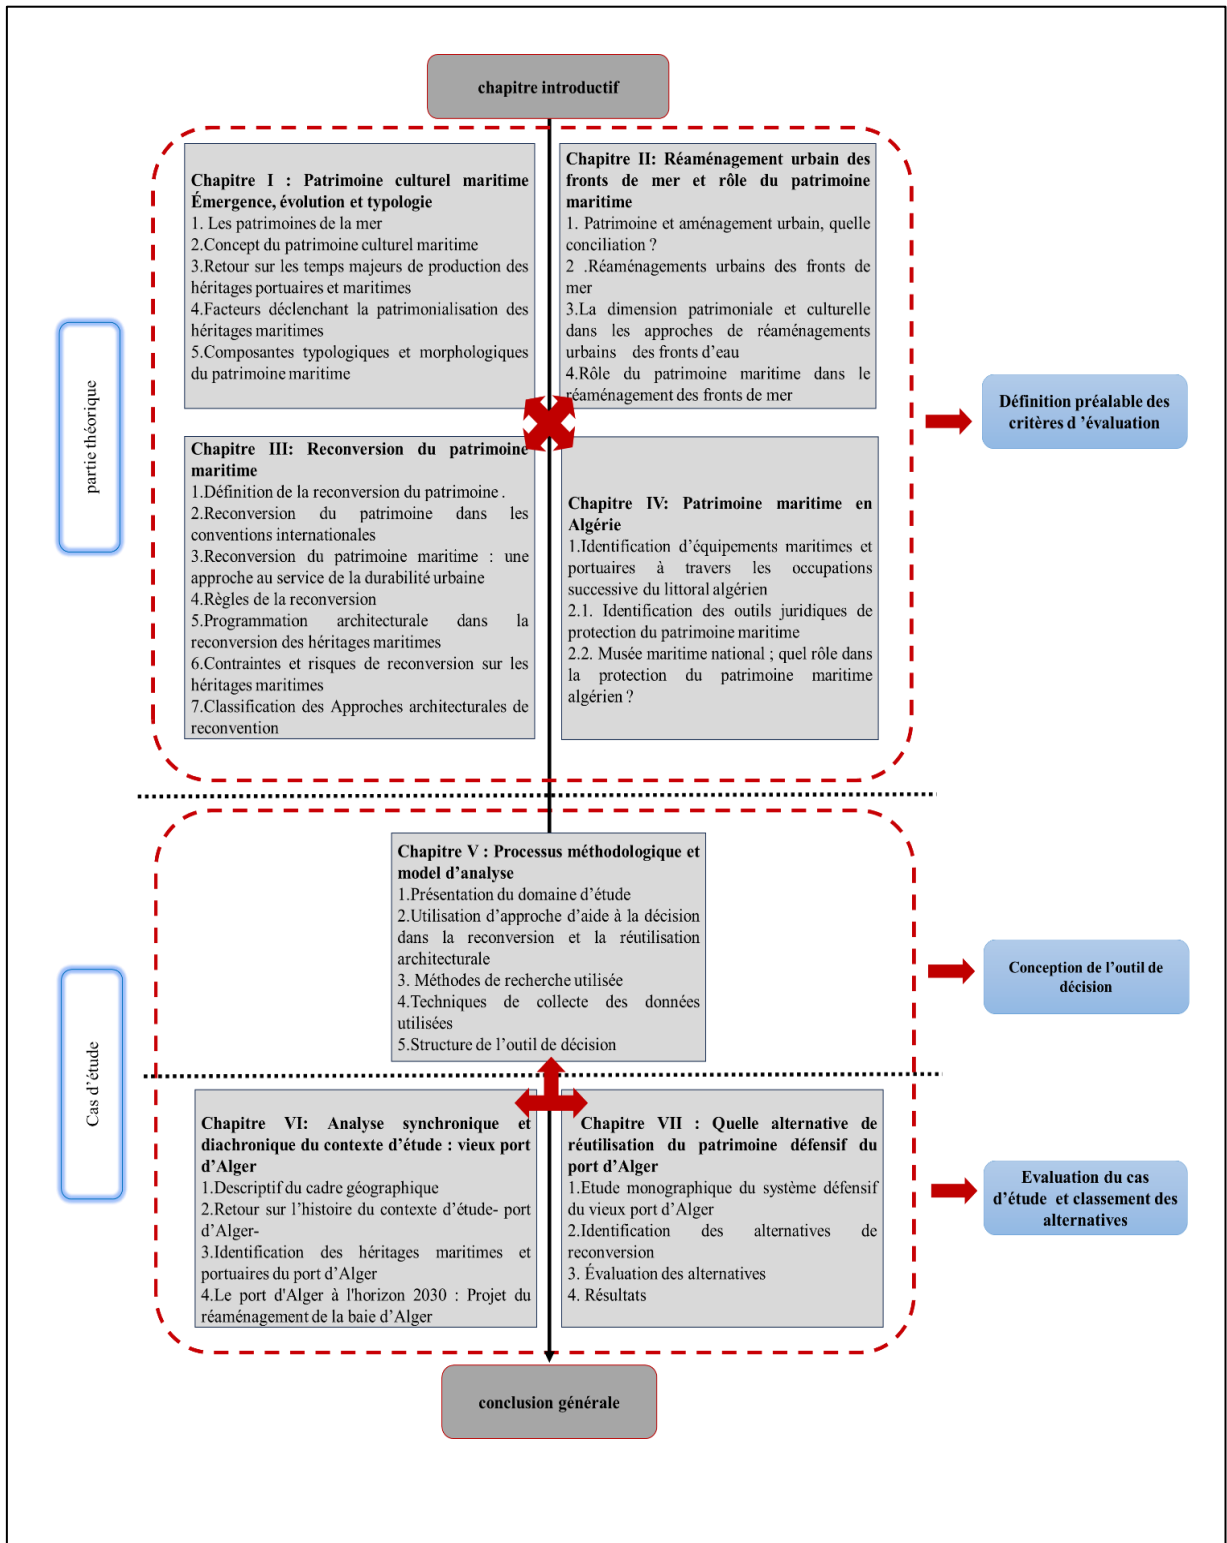 chapitre introductif
partie théorique
Chapitre I : Patrimoine culturel maritime
Émergence, évolution et typologie
1. Les patrimoines de la mer
2.Concept du patrimoine culturel maritime
3.Retour sur les temps majeurs de production des
héritages portuaires et maritimes
4.Facteurs déclenchant la patrimonialisation des
héritages maritimes
5.Composantes typologiques et morphologiques
du patrimoine maritime
Chapitre II: Réaménagement urbain des
fronts de mer et rôle du patrimoine
maritime
1. Patrimoine et aménagement urbain, quelle
conciliation ?
2 .Réaménagements urbains des fronts de
mer
3.La dimension patrimoniale et culturelle
dans les approches de réaménagements
urbains des fronts d’eau
4.Rôle du patrimoine maritime dans le
réaménagement des fronts de mer
Chapitre III: Reconversion du patrimoine
maritime
1.Définition de la reconversion du patrimoine .
2.Reconversion du patrimoine dans les
conventions internationales
3.Reconversion du patrimoine maritime : une
approche au service de la durabilité urbaine
4.Règles de la reconversion
5.Programmation architecturale dans la
reconversion des héritages maritimes
6.Contraintes et risques de reconversion sur les
héritages maritimes
7.Classification des Approches architecturales de
reconvention
Chapitre IV: Patrimoine maritime en
Algérie
1.Identification d’équipements maritimes et
portuaires à travers les occupations
successive du littoral algérien
2.1. Identification des outils juridiques de
protection du patrimoine maritime
2.2. Musée maritime national ; quel rôle dans
la protection du patrimoine maritime
algérien ?
Définition préalable des
critères d ’évaluation
Cas d’étude
Chapitre V : Processus méthodologique et
model d’analyse
1.Présentation du domaine d’étude
2.Utilisation d’approche d’aide à la décision
dans la reconversion et la réutilisation
architecturale
3. Méthodes de recherche utilisée
4.Techniques de collecte des données
utilisées
5.Structure de l’outil de décision
Conception de l’outil de
décision
Chapitre VI: Analyse synchronique et
diachronique du contexte d’étude : vieux port
d’Alger
1.Descriptif du cadre géographique
2.Retour sur l’histoire du contexte d’étude- port
d’Alger-
3.Identification des héritages maritimes et
portuaires du port d’Alger
4.Le port d'Alger à l'horizon 2030 : Projet du
réaménagement de la baie d’Alger
Chapitre VII : Quelle alternative de
réutilisation du patrimoine défensif du
port d’Alger
1.Etude monographique du système défensif
du vieux port d’Alger
2.Identification des alternatives de
reconversion
3. Évaluation des alternatives
4. Résultats
Evaluation du cas
d’étude et classement des
alternatives
conclusion générale